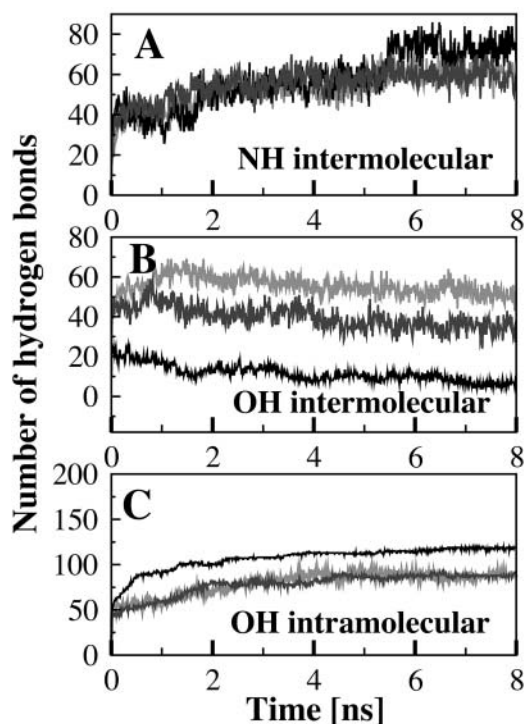 Number of hydrogen bonds
A
80
60
40
20
0
NH intermolecular
0 2 4 6 8
B
80
60
40
20
0
OH intermolecular
0 2 4 6 8
C
200
150
100
50
0
OH intramolecular
0 2 4 6 8
Time [ns]